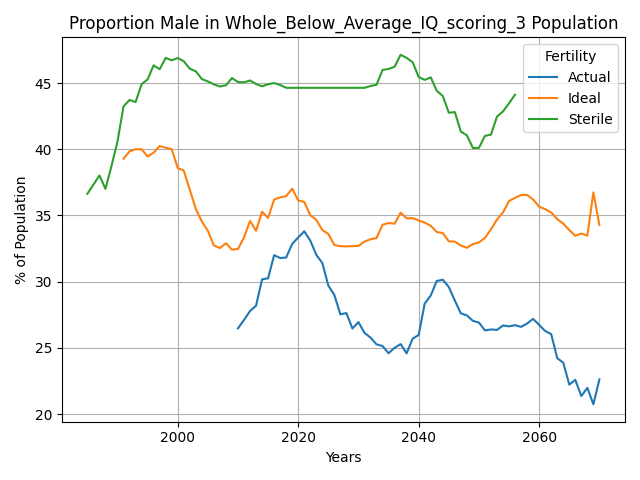 Proportion Male in Whole_Below_Average_IQ_scoring_3 Population
Fertility
Actual
Ideal
Sterile
% of Population
45
40
35
30
25
20
2000
2020
2040
2060
Years